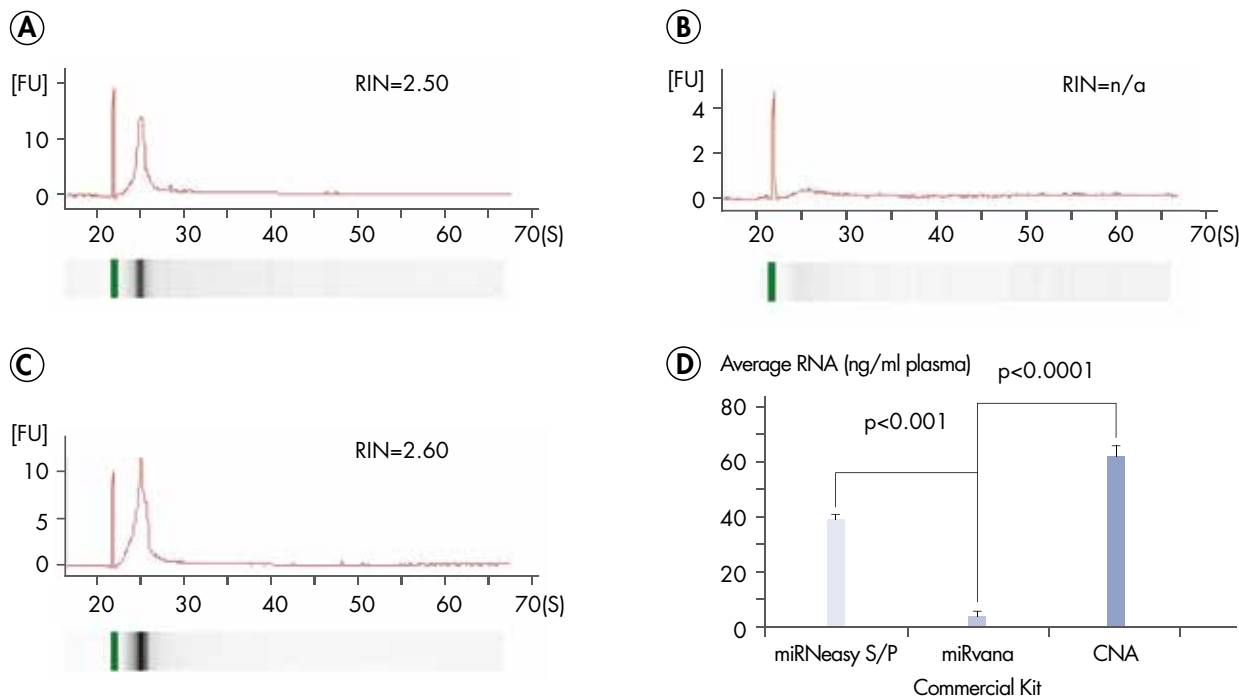 A
[FU]
RIN=2.50
10
0
20 30 40 50 60 70(S)
B
[FU]
RIN=n/a
4
2
0
20 30 40 50 60 70(S)
C
[FU]
RIN=2.60
10
5
0
20 30 40 50 60 70(S)
D
Average RNA (ng/ml plasma)
p<0.0001
p<0.001
80
60
40
20
0
miRNeasy S/P miRvana CNA
Commercial Kit